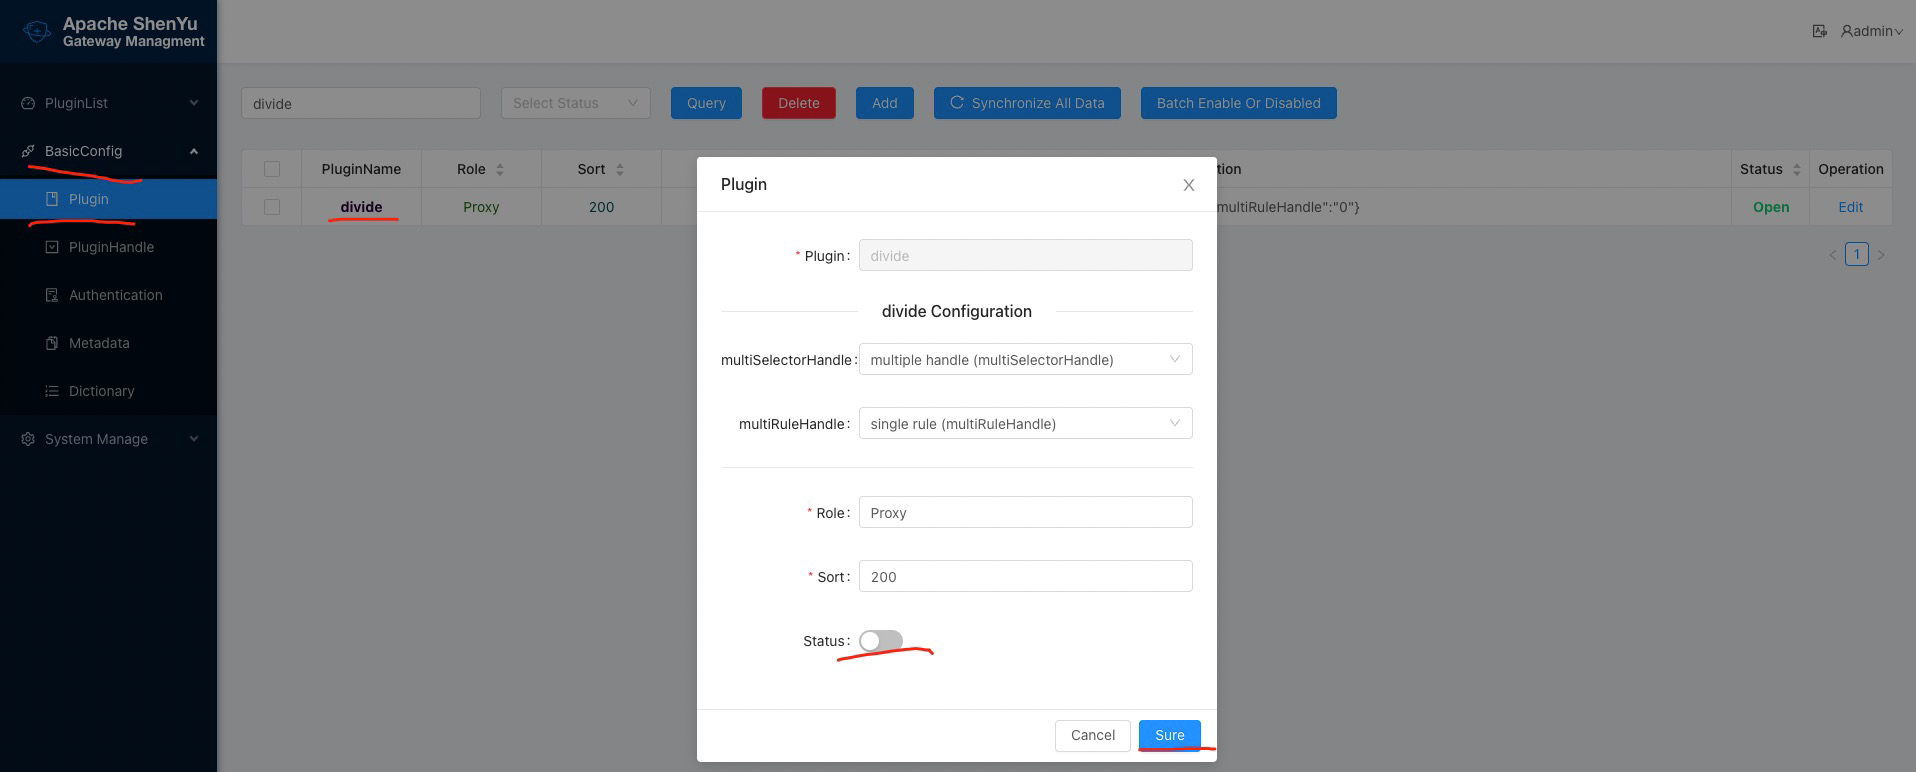 Apache ShenYu
Gateway Managment
admin
PluginList
BasicConfig
Plugin
PluginHandle
Authentication
Metadata
Dictionary
System Manage
divide
Select Status
Query
Delete
Add
Synchronize All Data
Batch Enable Or Disabled
PluginName
Role
Sort
tion
Status
Operation
divide
Proxy
200
multiRuleHandle":"0"}
Open
Edit
1
Plugin
* Plugin:
divide
divide Configuration
multiSelectorHandle:
multiple handle (multiSelectorHandle)
multiRuleHandle:
single rule (multiRuleHandle)
* Role:
Proxy
* Sort:
200
Status:
Cancel
Sure